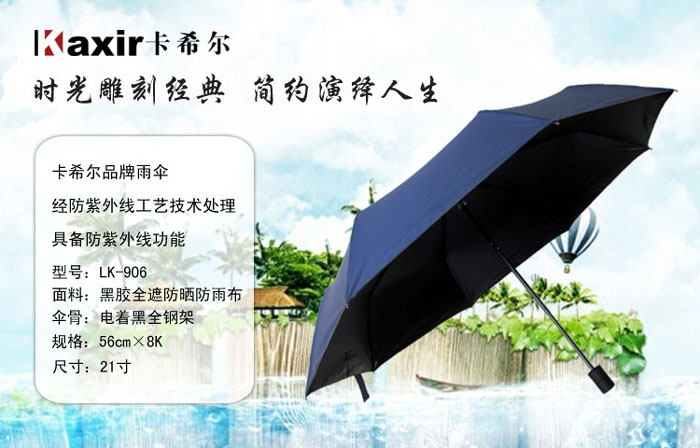 Kaxir卡希尔
时光雕刻经典 简约演绎人生
卡希尔品牌雨伞
经防紫外线工艺技术处理
具备防紫外线功能
型号：LK-906
面料：黑胶全遮防晒防雨布
伞骨：电着黑全钢架
规格：56cm×8K
尺寸：21寸